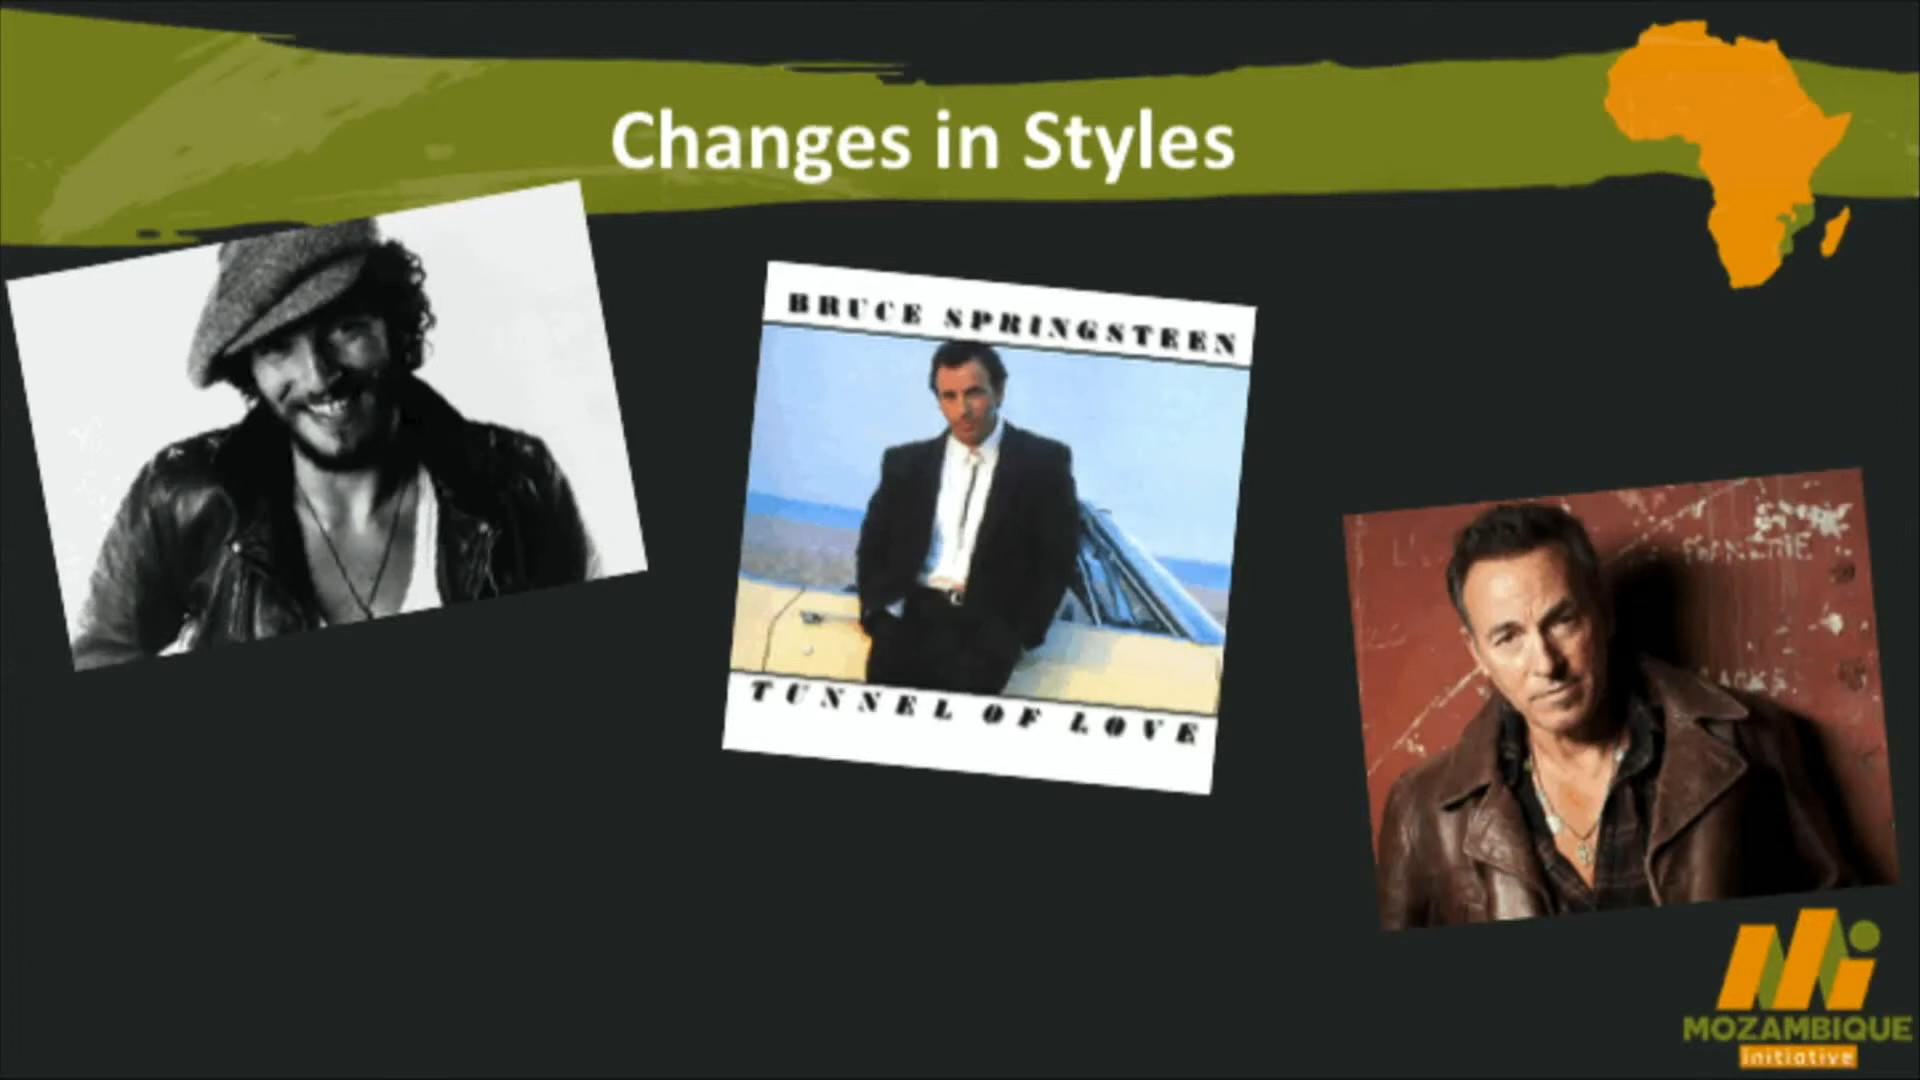 Changes in Styles
BRUCE SPRINGSTEEN
TUNNEL OF LOVE
MOZAMBIQUE
initiative